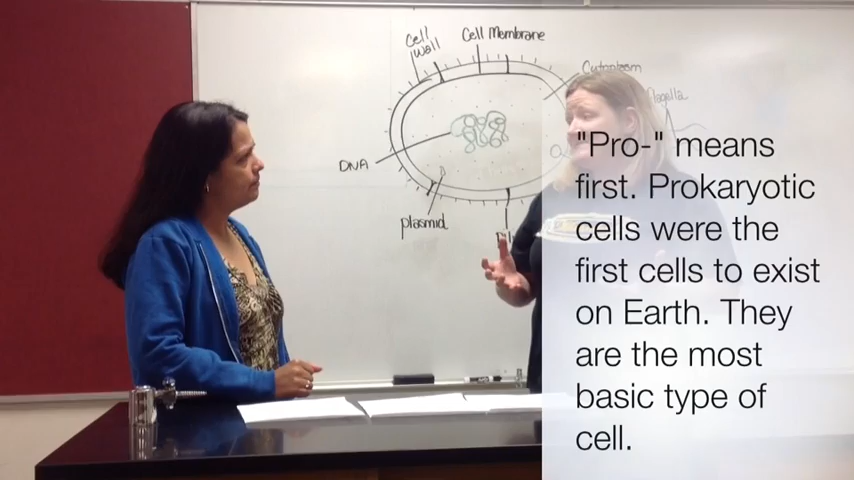 Cell
Wall
Cell Membrane
Cytoplasm
Flagella
DNA
plasmid
"Pro-" means
first. Prokaryotic
cells were the
first cells to exist
on Earth. They
are the most
basic type of
cell.